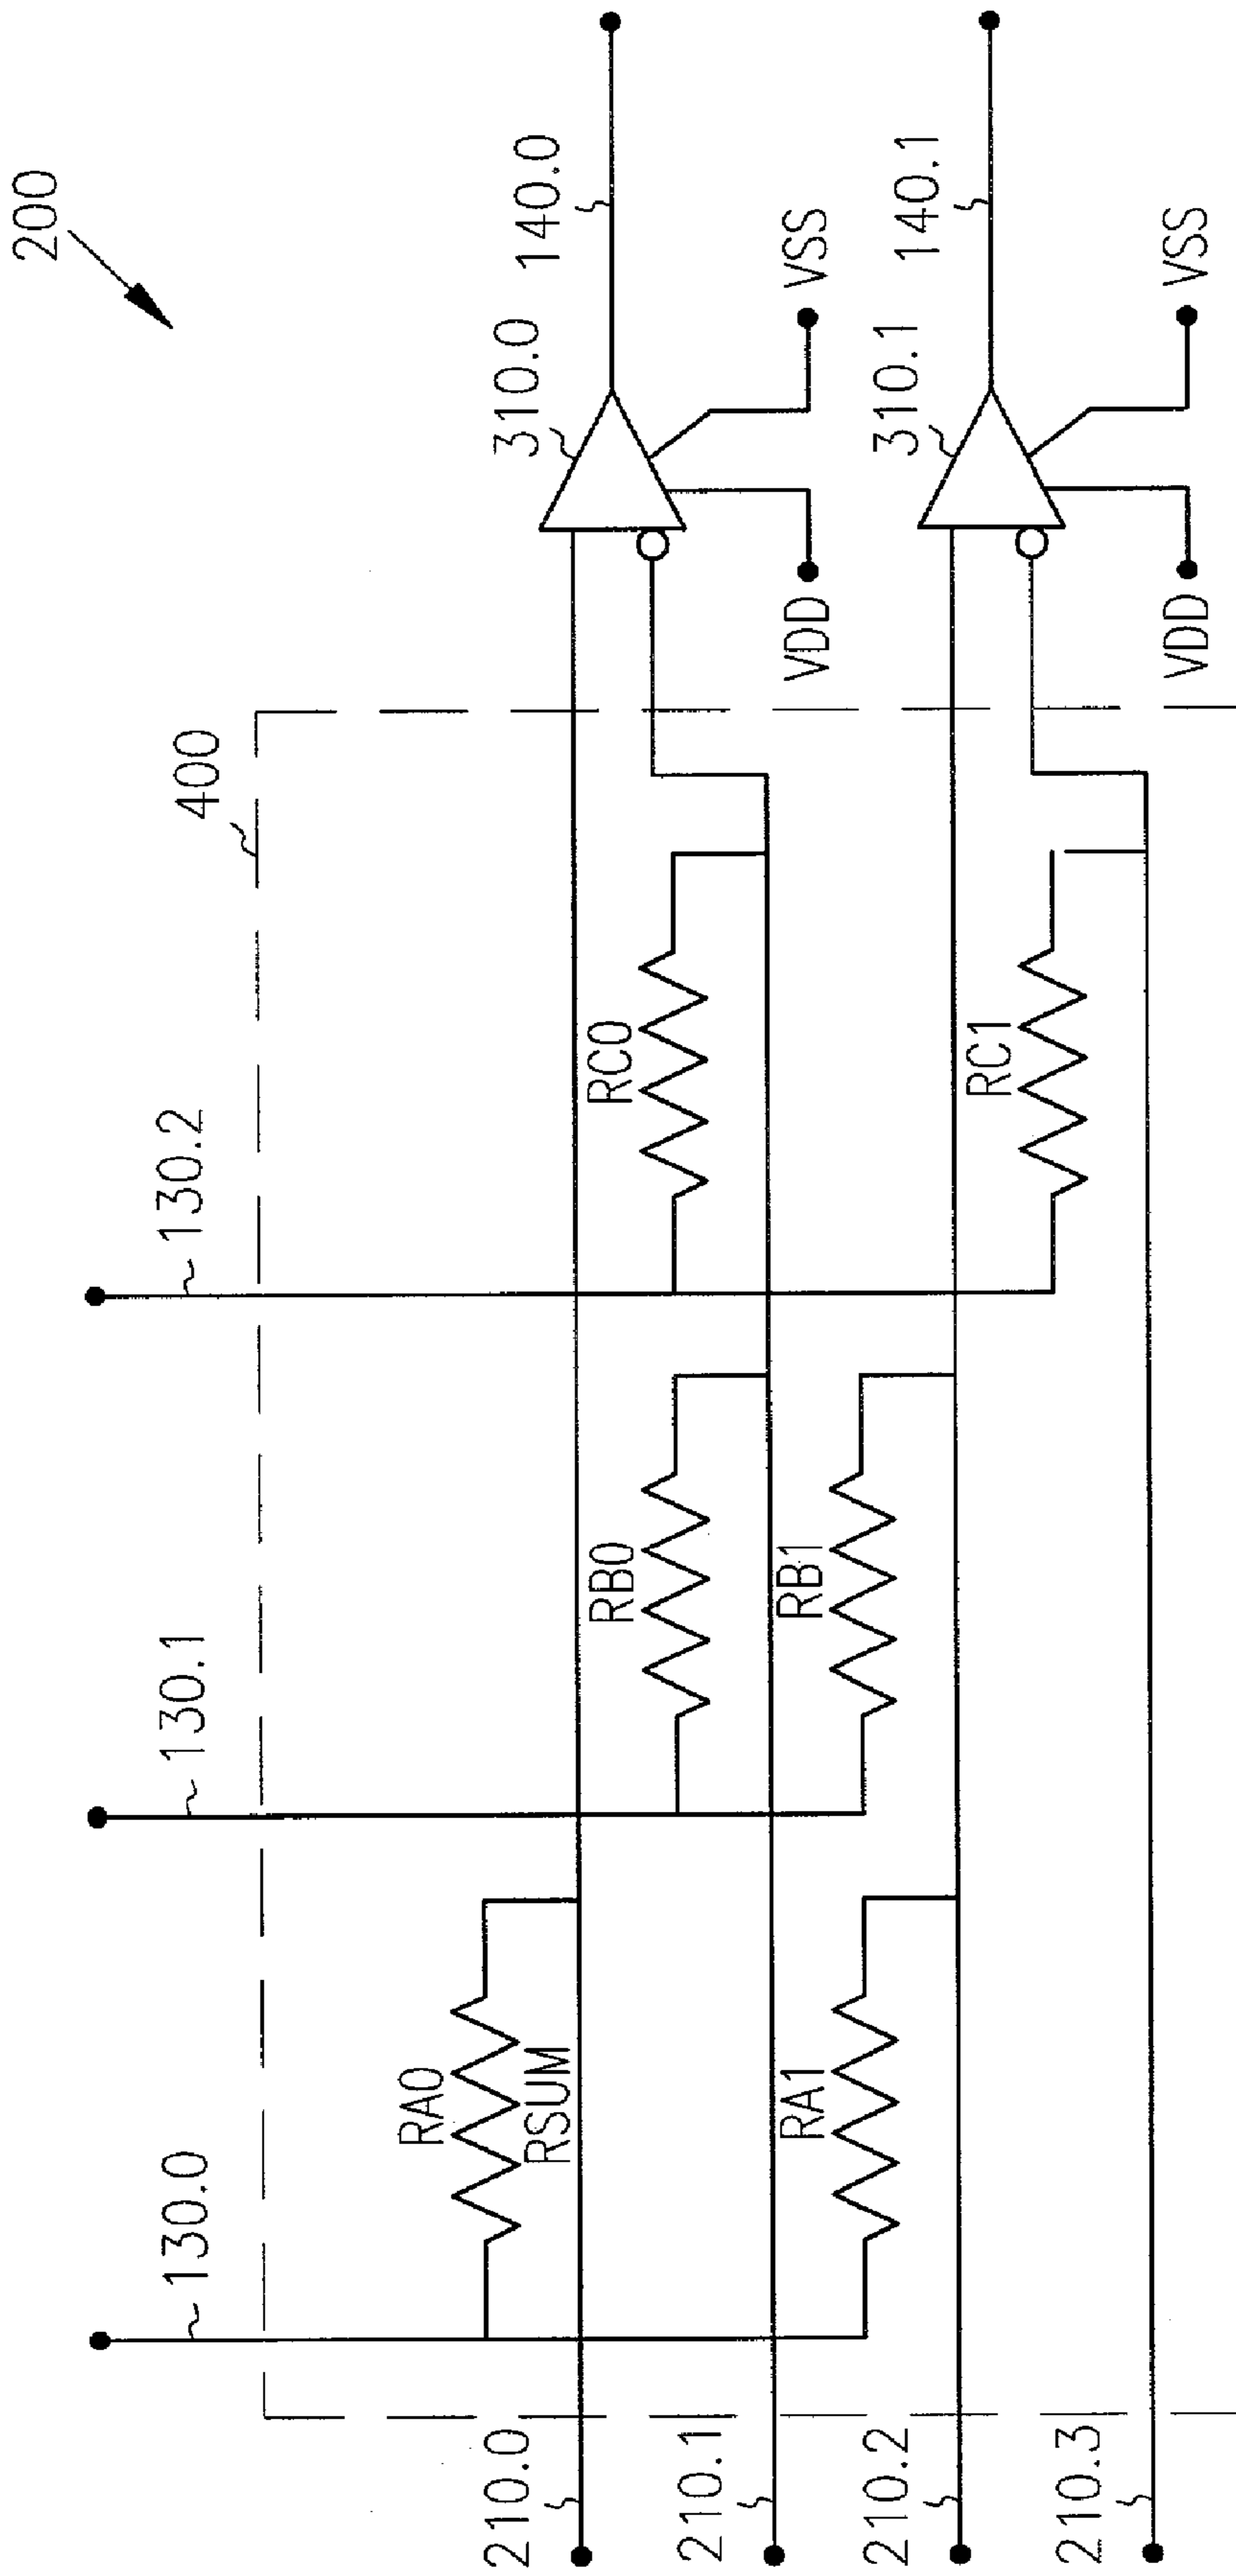 200
400
130.0
130.1
130.2
RA0
RSUM
RB0
RC0
310.0
140.0
210.0
VDD
VSS
210.1
RA1
RB1
RC1
310.1
140.1
210.2
VDD
VSS
210.3